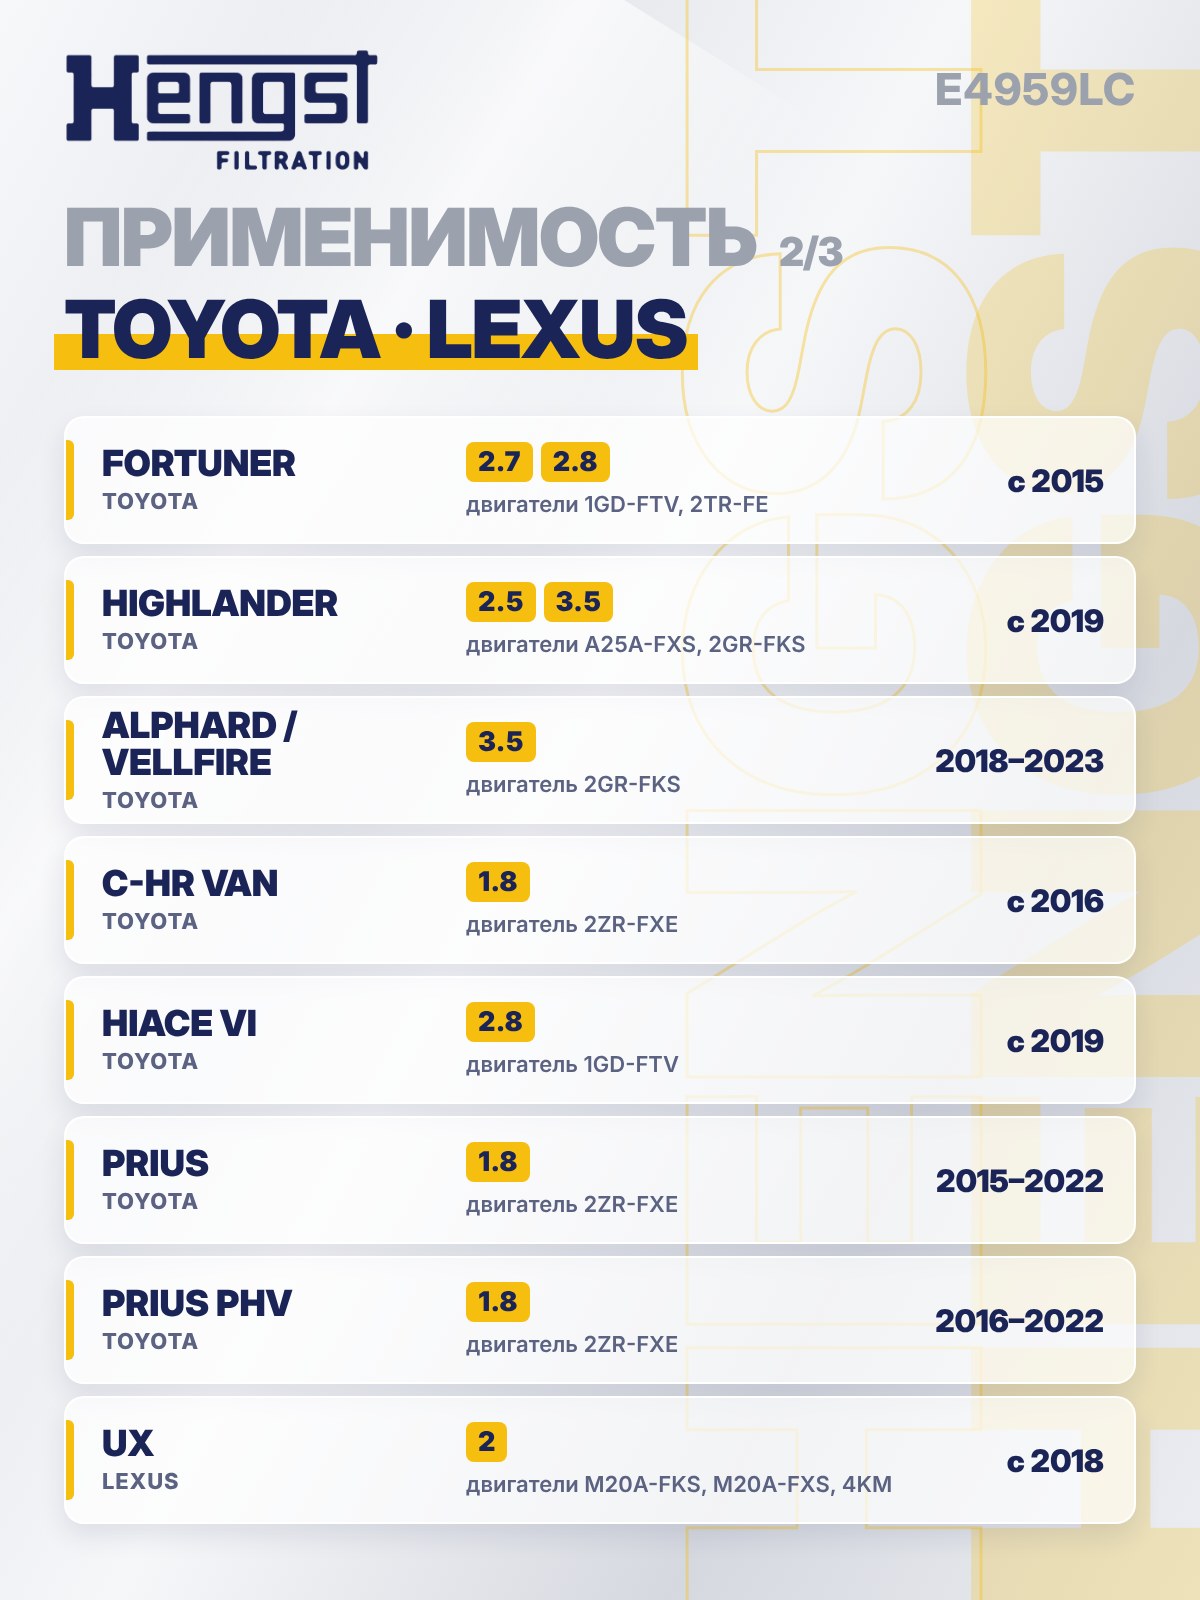 Hengst
FILTRATION
E4959LC
ПРИМЕНИМОСТЬ 2/3
TOYOTA · LEXUS
FORTUNER
TOYOTA
2.7 2.8
двигатели 1GD-FTV, 2TR-FE
с 2015
HIGHLANDER
TOYOTA
2.5 3.5
двигатели A25A-FXS, 2GR-FKS
с 2019
ALPHARD /
VELLFIRE
TOYOTA
3.5
двигатель 2GR-FKS
2018–2023
C-HR VAN
TOYOTA
1.8
двигатель 2ZR-FXE
с 2016
HIACE VI
TOYOTA
2.8
двигатель 1GD-FTV
с 2019
PRIUS
TOYOTA
1.8
двигатель 2ZR-FXE
2015–2022
PRIUS PHV
TOYOTA
1.8
двигатель 2ZR-FXE
2016–2022
UX
LEXUS
2
двигатели M20A-FKS, M20A-FXS, 4KM
с 2018
HENGST
HENGST